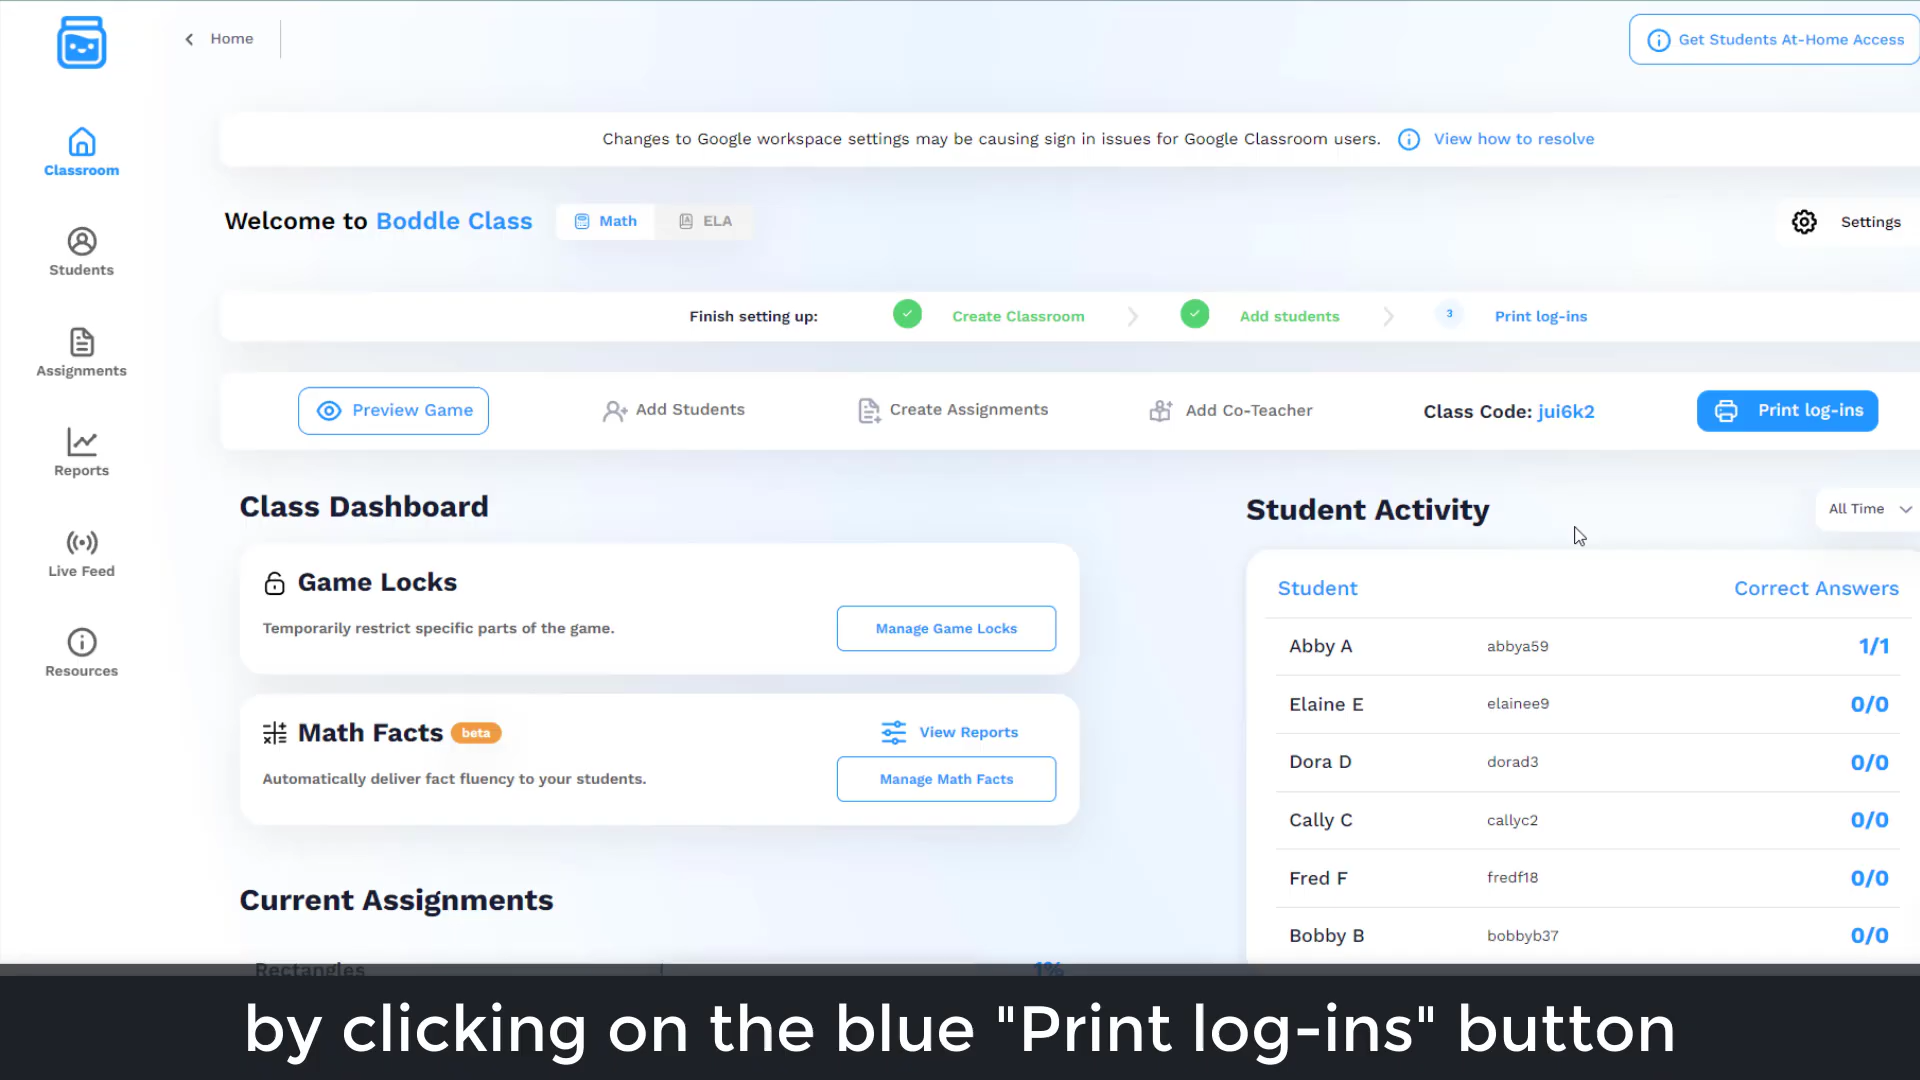 Home
Get Students At-Home Access
Changes to Google workspace settings may be causing sign in issues for Google Classroom users. View how to resolve
Classroom
Welcome to Boddle Class
Math
ELA
Settings
Students
Finish setting up:
Create Classroom
Add students
3
Print log-ins
Assignments
Preview Game
Add Students
Create Assignments
Add Co-Teacher
Class Code: jui6k2
Print log-ins
Reports
Class Dashboard
Student Activity
All Time
Live Feed
Game Locks
Temporarily restrict specific parts of the game.
Manage Game Locks
Student
Correct Answers
Resources
Abby A abbya59 1/1
Elaine E elainee9 0/0
Math Facts beta
View Reports
Automatically deliver fact fluency to your students.
Manage Math Facts
Dora D dorad3 0/0
Cally C callyc2 0/0
Fred F fredf18 0/0
Bobby B bobbyb37 0/0
Current Assignments
Rectangles 1%
by clicking on the blue "Print log-ins" button